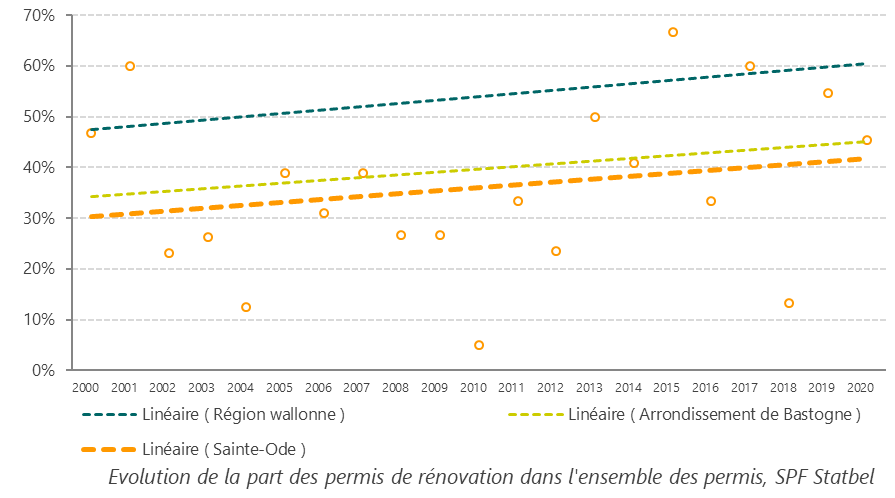 70%
60%
50%
40%
30%
20%
10%
0%
2000 2001 2002 2003 2004 2005 2006 2007 2008 2009 2010 2011 2012 2013 2014 2015 2016 2017 2018 2019 2020
Linéaire ( Région wallonne )
Linéaire ( Arrondissement de Bastogne )
Linéaire ( Sainte-Ode )
Evolution de la part des permis de rénovation dans l'ensemble des permis, SPF Statbel